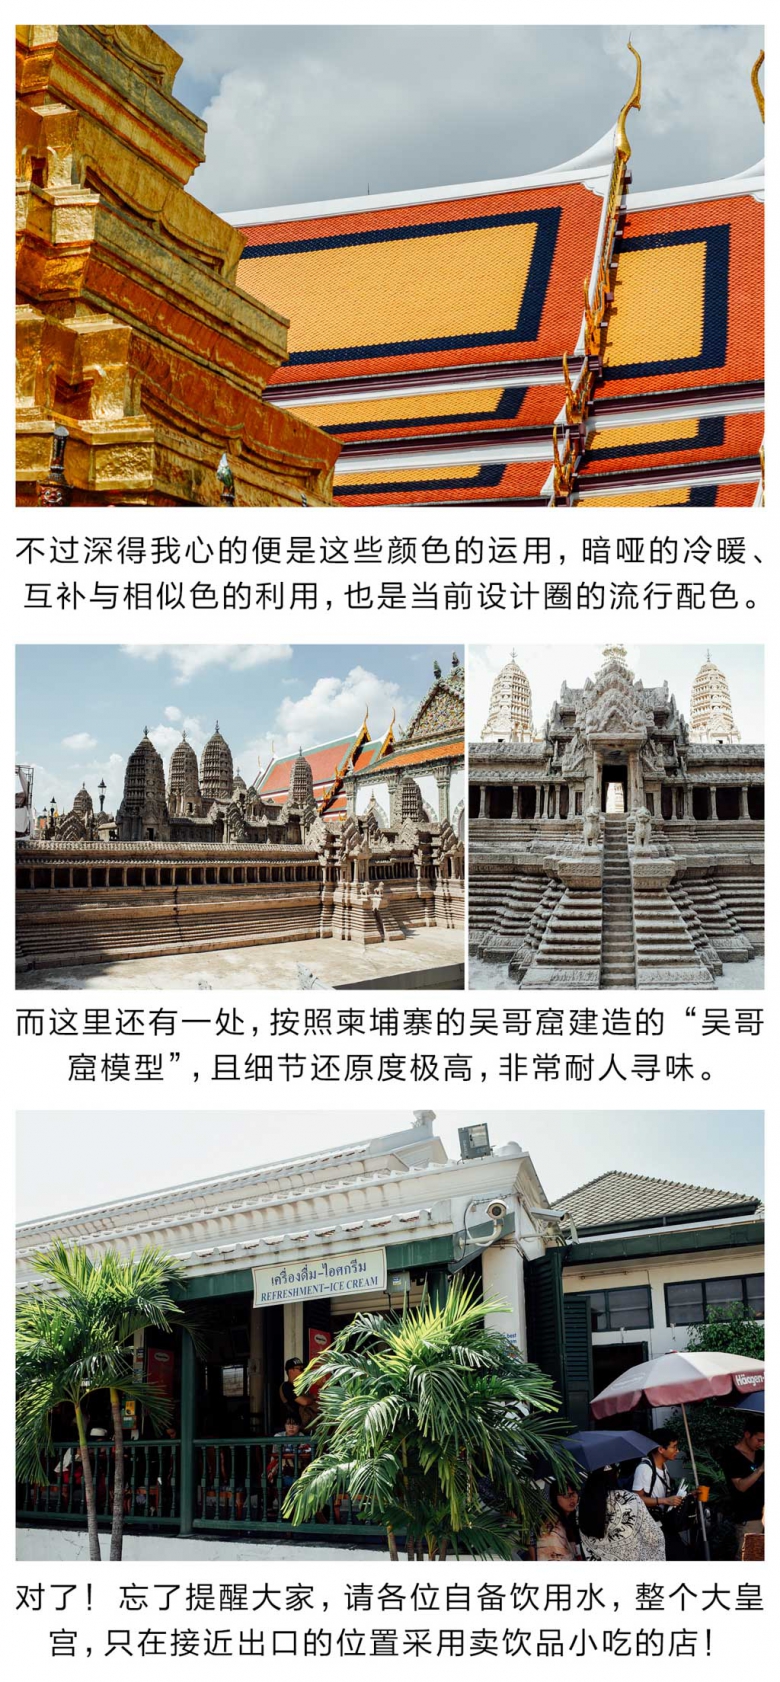 不过深得我心的便是这些颜色的运用，暗哑的冷暖、
互补与相似色的利用，也是当前设计圈的流行配色。
而这里还有一处，按照柬埔寨的吴哥窟建造的“吴哥
窟模型”，且细节还原度极高，非常耐人寻味。
เครื่องดื่ม-ไอศกรีม
REFRESHMENT-ICE CREAM
对了！忘了提醒大家，请各位自备饮用水，整个大皇
宫，只在接近出口的位置采用卖饮品小吃的店！